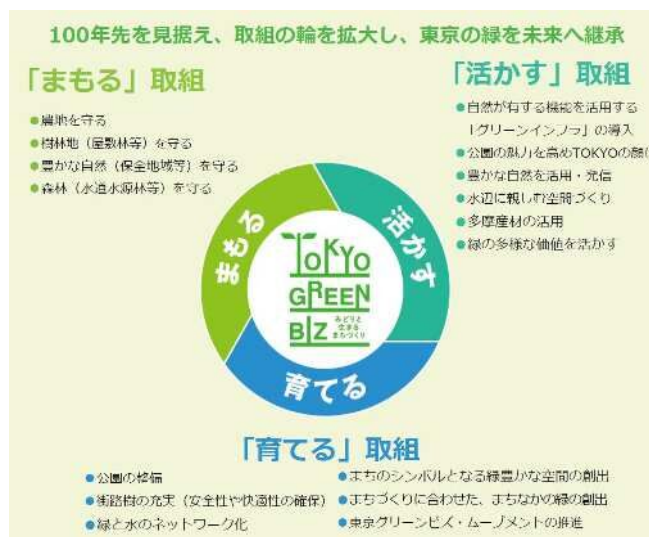 100年先を見据え、取組の輪を拡大し、東京の緑を未来へ継承
「まもる」取組
●農地を守る
●樹林地（屋敷林等）を守る
●豊かな自然（保全地域等）を守る
●森林（水道水源林等）を守る
「活かす」取組
●自然が有する機能を活用する
「グリーンインフラ」の導入
●公園の魅力を高めTOKYOの顔に
●豊かな自然を活用・発信
●水辺に親しむ空間づくり
●多摩産材の活用
●緑の多様な価値を活かす
まもる
活かす
育てる
TOKYO
GREEN
BIZ
みどりと
生きる
まちづくり
「育てる」取組
●公園の整備
●街路樹の充実（安全性や快適性の確保）
●緑と水のネットワーク化
●まちのシンボルとなる緑豊かな空間の創出
●まちづくりに合わせた、まちなかの緑の創出
●東京グリーンビズ・ムーブメントの推進